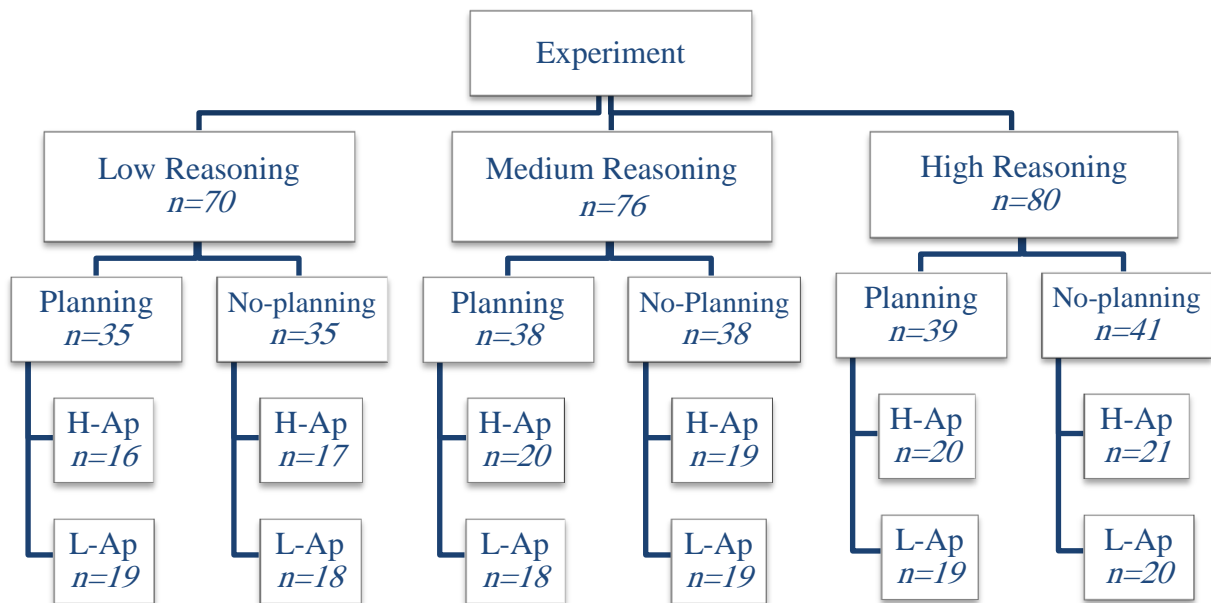 Experiment
Low Reasoning
n=70
Medium Reasoning
n=76
High Reasoning
n=80
Planning
n=35
No-planning
n=35
Planning
n=38
No-Planning
n=38
Planning
n=39
No-planning
n=41
H-Ap
n=16
H-Ap
n=17
H-Ap
n=20
H-Ap
n=19
H-Ap
n=20
H-Ap
n=21
L-Ap
n=19
L-Ap
n=18
L-Ap
n=18
L-Ap
n=19
L-Ap
n=19
L-Ap
n=20